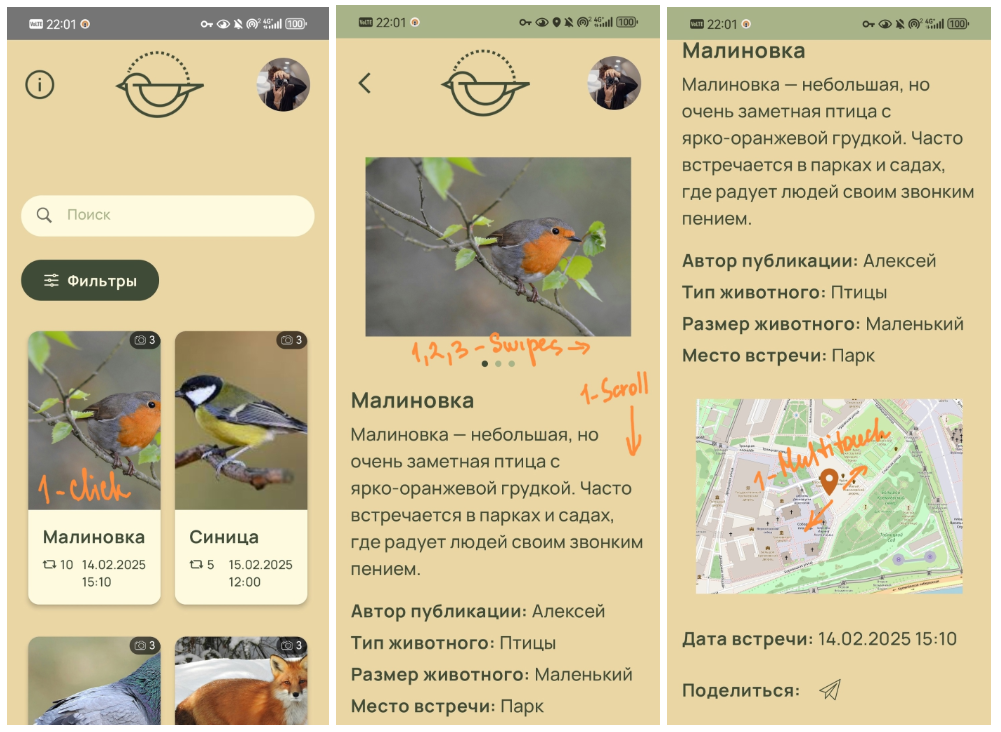 22:01
100
Поиск
Фильтры
3
3
1-click
Малиновка
10 14.02.2025
15:10
Синица
5 15.02.2025
12:00
3
3
22:01
100
1,2,3 - Swipes →
1-Scroll
Малиновка
Малиновка — небольшая, но
очень заметная птица с
ярко-оранжевой грудкой. Часто
встречается в парках и садах,
где радует людей своим звонким
пением.
Автор публикации: Алексей
Тип животного: Птицы
Размер животного: Маленький
Место встречи: Парк
22:01
100
Малиновка
Малиновка — небольшая, но
очень заметная птица с
ярко-оранжевой грудкой. Часто
встречается в парках и садах,
где радует людей своим звонким
пением.
Автор публикации: Алексей
Тип животного: Птицы
Размер животного: Маленький
Место встречи: Парк
1-Multitouch
Дата встречи: 14.02.2025 15:10
Поделиться: